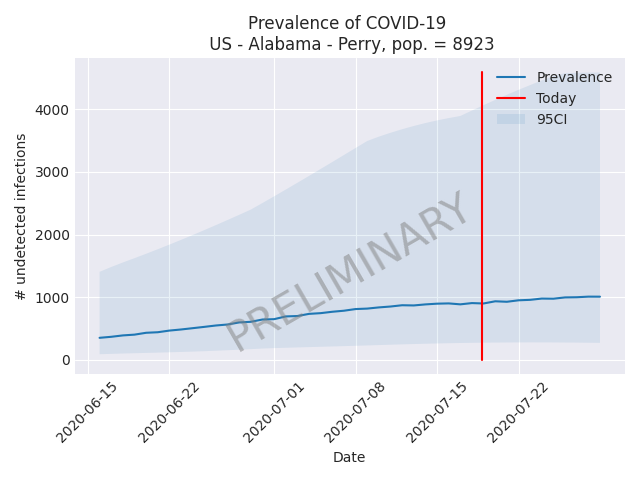 Prevalence of COVID-19
US - Alabama - Perry, pop. = 8923
Prevalence
Today
95CI
4000
3000
2000
1000
0
# undetected infections
PRELIMINARY
2020-06-15
2020-06-22
2020-07-01
2020-07-08
2020-07-15
2020-07-22
Date